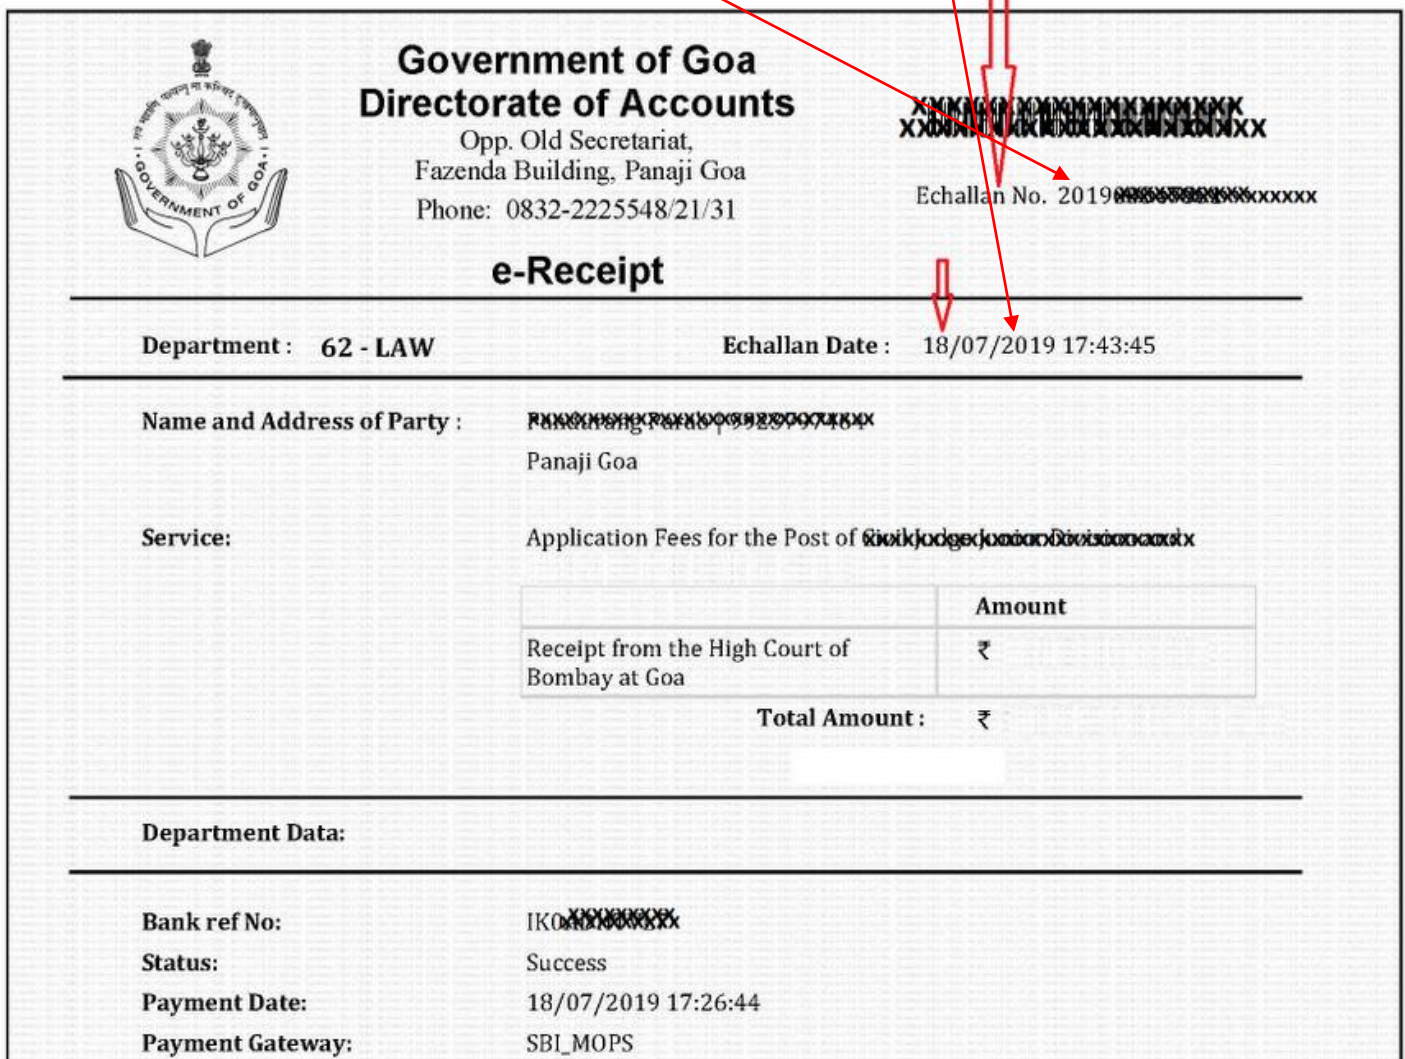 Government of Goa
Directorate of Accounts
Opp. Old Secretariat,
Fazenda Building, Panaji Goa
Phone: 0832-2225548/21/31
GOVERNMENT OF GOA
Echallan No. 2019
e-Receipt
Department : 62 - LAW Echallan Date : 18/07/2019 17:43:45
Name and Address of Party :
Panaji Goa
Service: Application Fees for the Post of
Amount
Receipt from the High Court of ₹
Bombay at Goa
Total Amount : ₹
Department Data:
Bank ref No: IK0
Status: Success
Payment Date: 18/07/2019 17:26:44
Payment Gateway: SBI_MOPS